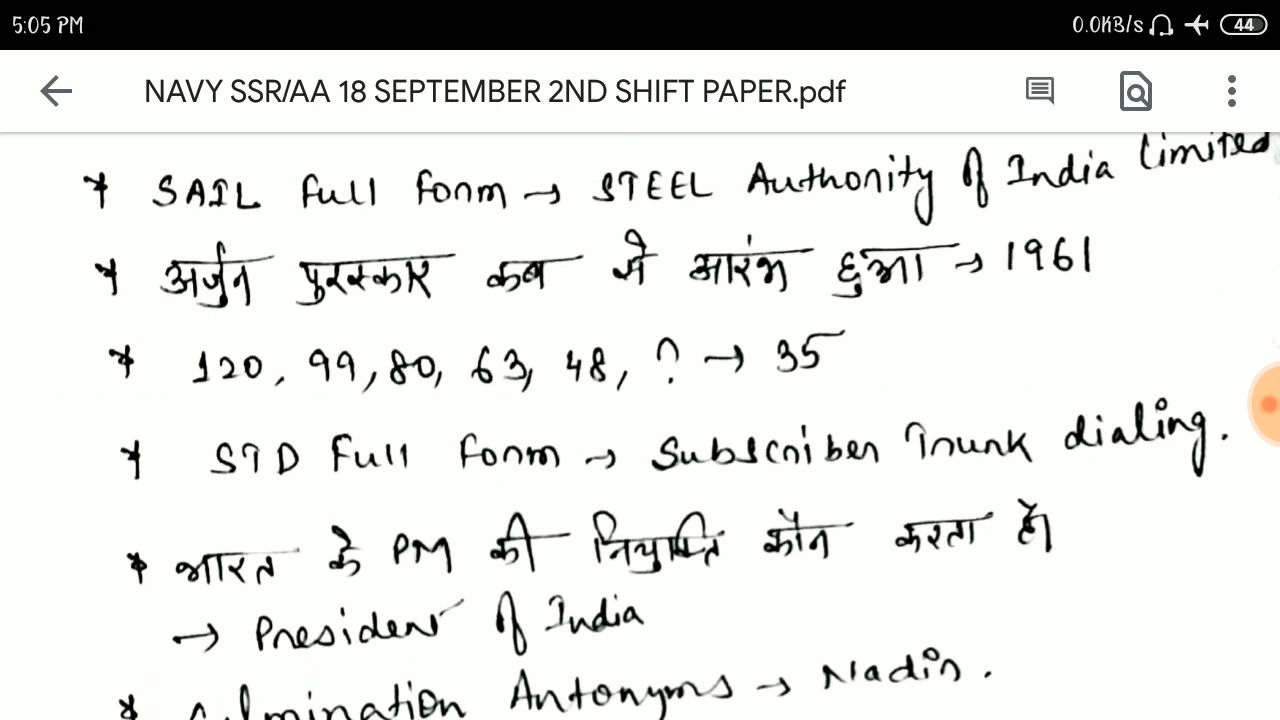 5:05 PM 0.0KB/s 44
NAVY SSR/AA 18 SEPTEMBER 2ND SHIFT PAPER.pdf
* SAIL Full Form → STEEL Authority of India Limited
* अर्जुन पुरस्कार कब से आरंभ हुआ → 1961
* 120, 99, 80, 63, 48, ? → 35
* STD Full Form → Subscriber Trunk dialing.
* भारत के PM की नियुक्ति कौन करता है।
→ President of India
* Culmination Antonyms → Nadir.